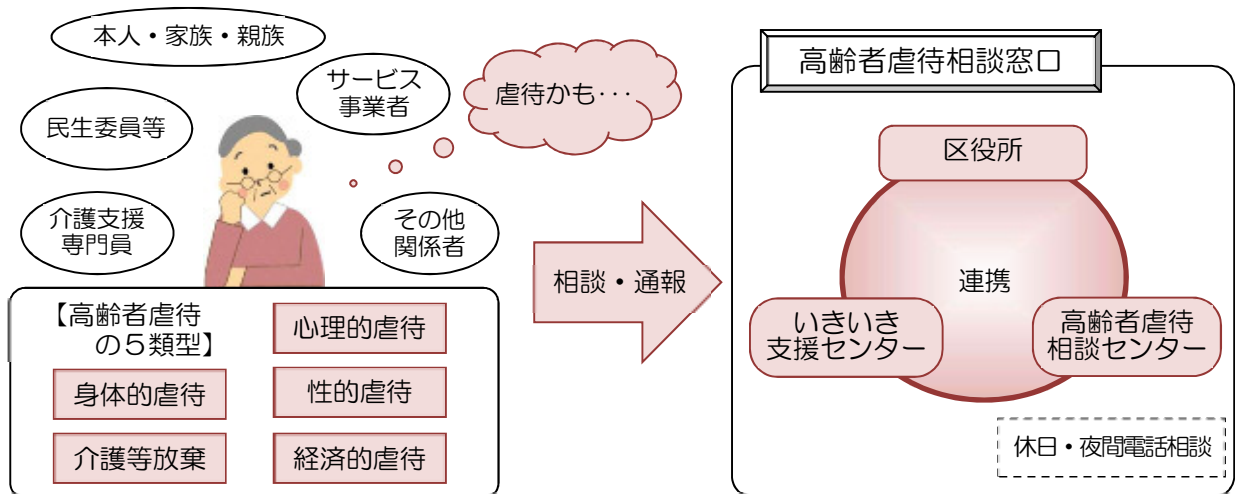 本人・家族・親族
サービス
事業者
虐待かも･･･
民生委員等
介護支援
専門員
その他
関係者
【高齢者虐待
の５類型】
心理的虐待
身体的虐待
性的虐待
介護等放棄
経済的虐待
相談・通報
高齢者虐待相談窓口
区役所
連携
いきいき
支援センター
高齢者虐待
相談センター
休日・夜間電話相談